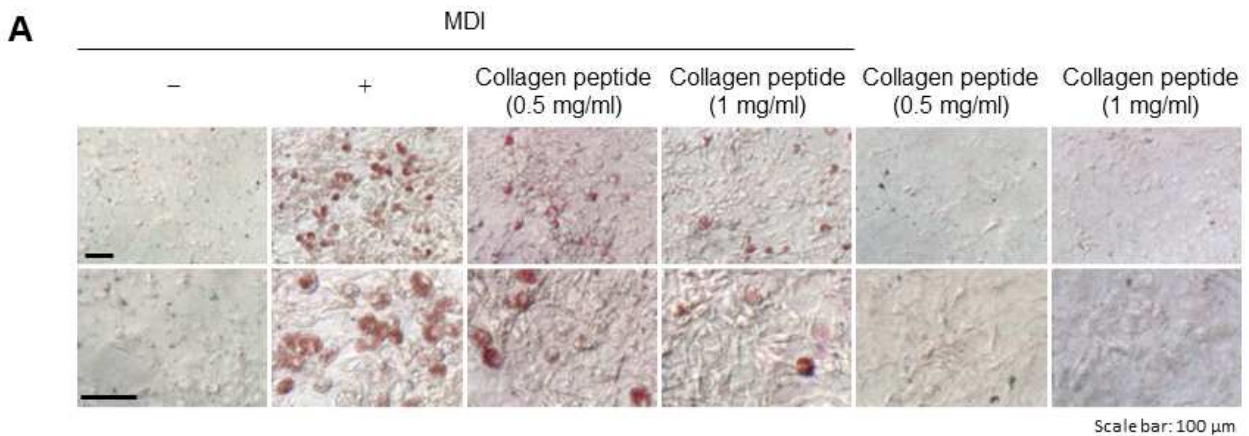 A
MDI
− + Collagen peptide (0.5 mg/ml) Collagen peptide (1 mg/ml) Collagen peptide (0.5 mg/ml) Collagen peptide (1 mg/ml)
Scale bar: 100 μm